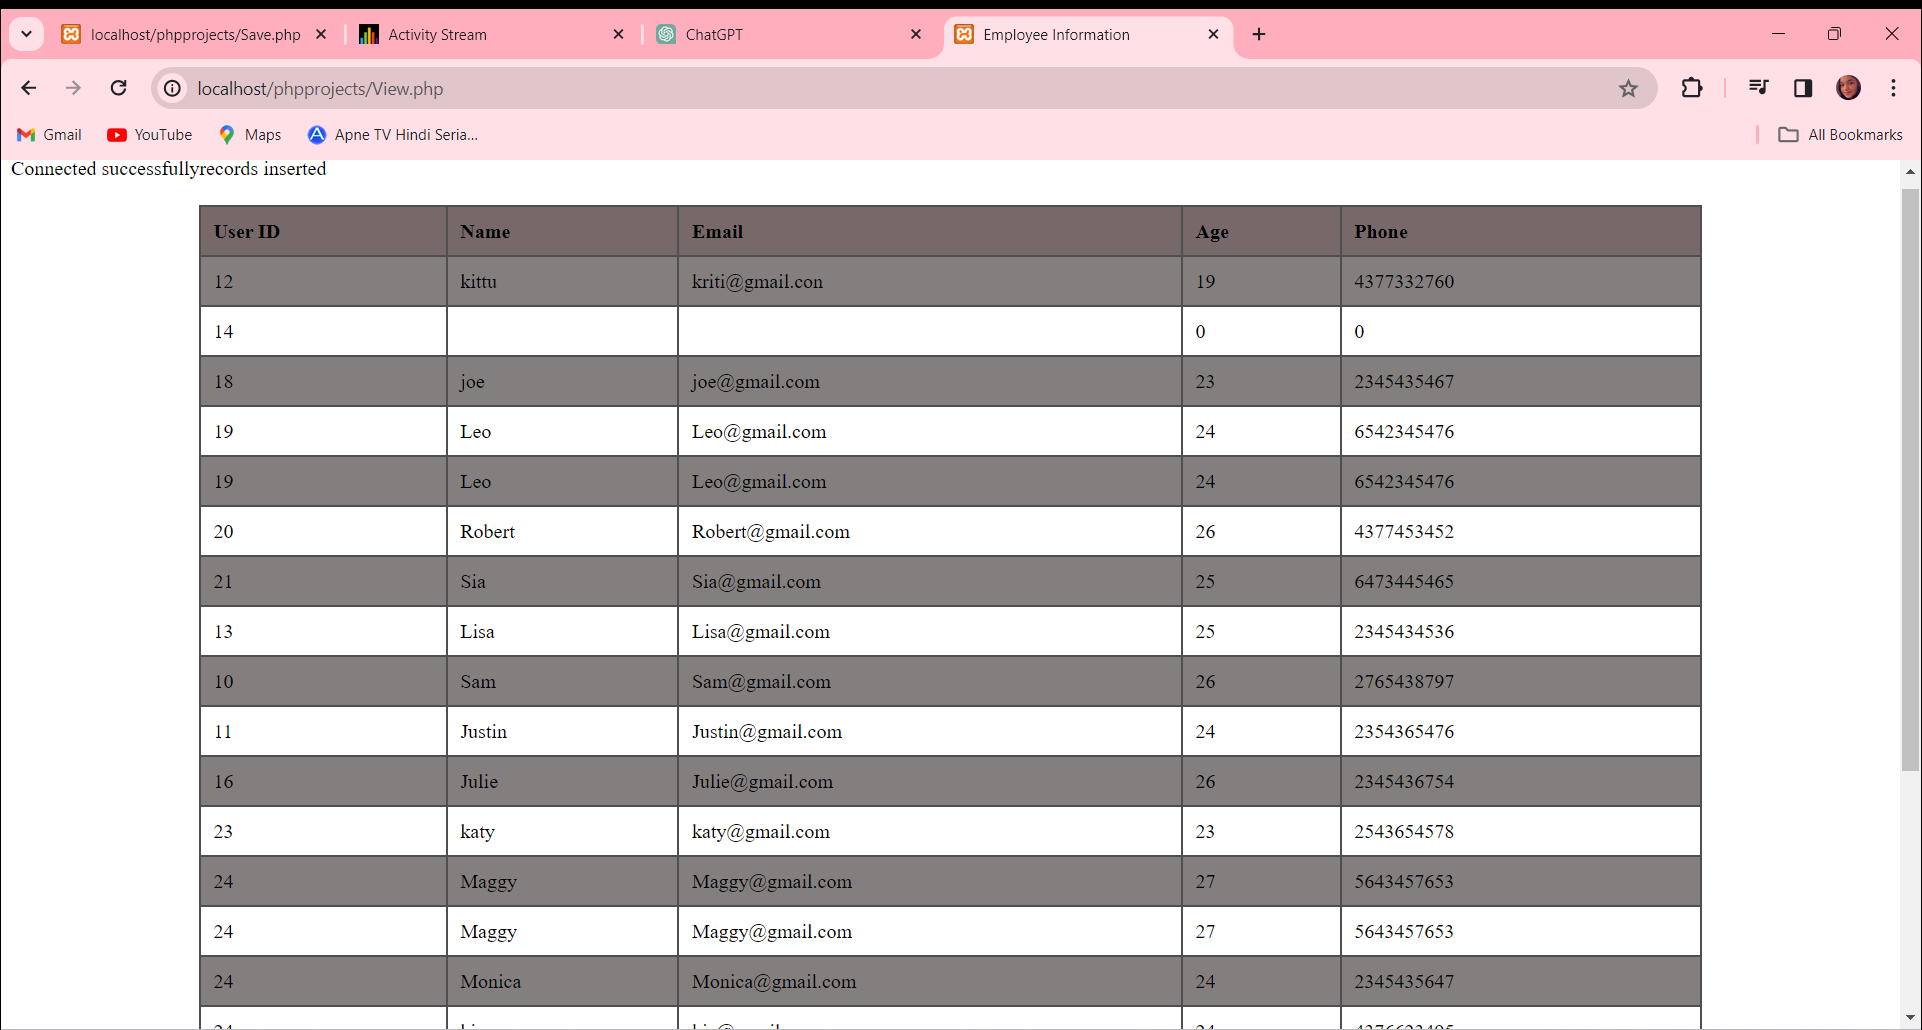 localhost/phpprojects/Save.php Activity Stream ChatGPT Employee Information
localhost/phpprojects/View.php
Gmail YouTube Maps Apne TV Hindi Seria... All Bookmarks
Connected successfullyrecords inserted
User ID Name Email Age Phone
12 kittu kriti@gmail.con 19 4377332760
14 0 0
18 joe joe@gmail.com 23 2345435467
19 Leo Leo@gmail.com 24 6542345476
19 Leo Leo@gmail.com 24 6542345476
20 Robert Robert@gmail.com 26 4377453452
21 Sia Sia@gmail.com 25 6473445465
13 Lisa Lisa@gmail.com 25 2345434536
10 Sam Sam@gmail.com 26 2765438797
11 Justin Justin@gmail.com 24 2354365476
16 Julie Julie@gmail.com 26 2345436754
23 katy katy@gmail.com 23 2543654578
24 Maggy Maggy@gmail.com 27 5643457653
24 Maggy Maggy@gmail.com 27 5643457653
24 Monica Monica@gmail.com 24 2345435647